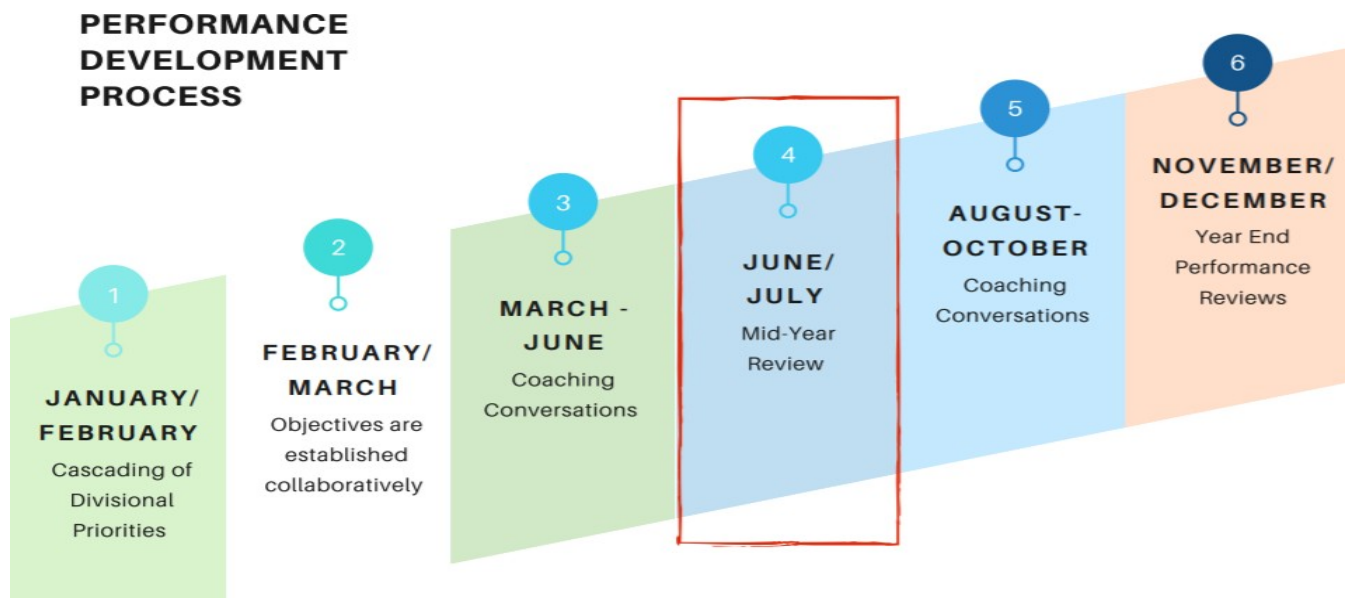 PERFORMANCE
DEVELOPMENT
PROCESS
1
JANUARY/
FEBRUARY
Cascading of
Divisional
Priorities
2
FEBRUARY/
MARCH
Objectives are
established
collaboratively
3
MARCH -
JUNE
Coaching
Conversations
4
JUNE/
JULY
Mid-Year
Review
5
AUGUST-
OCTOBER
Coaching
Conversations
6
NOVEMBER/
DECEMBER
Year End
Performance
Reviews